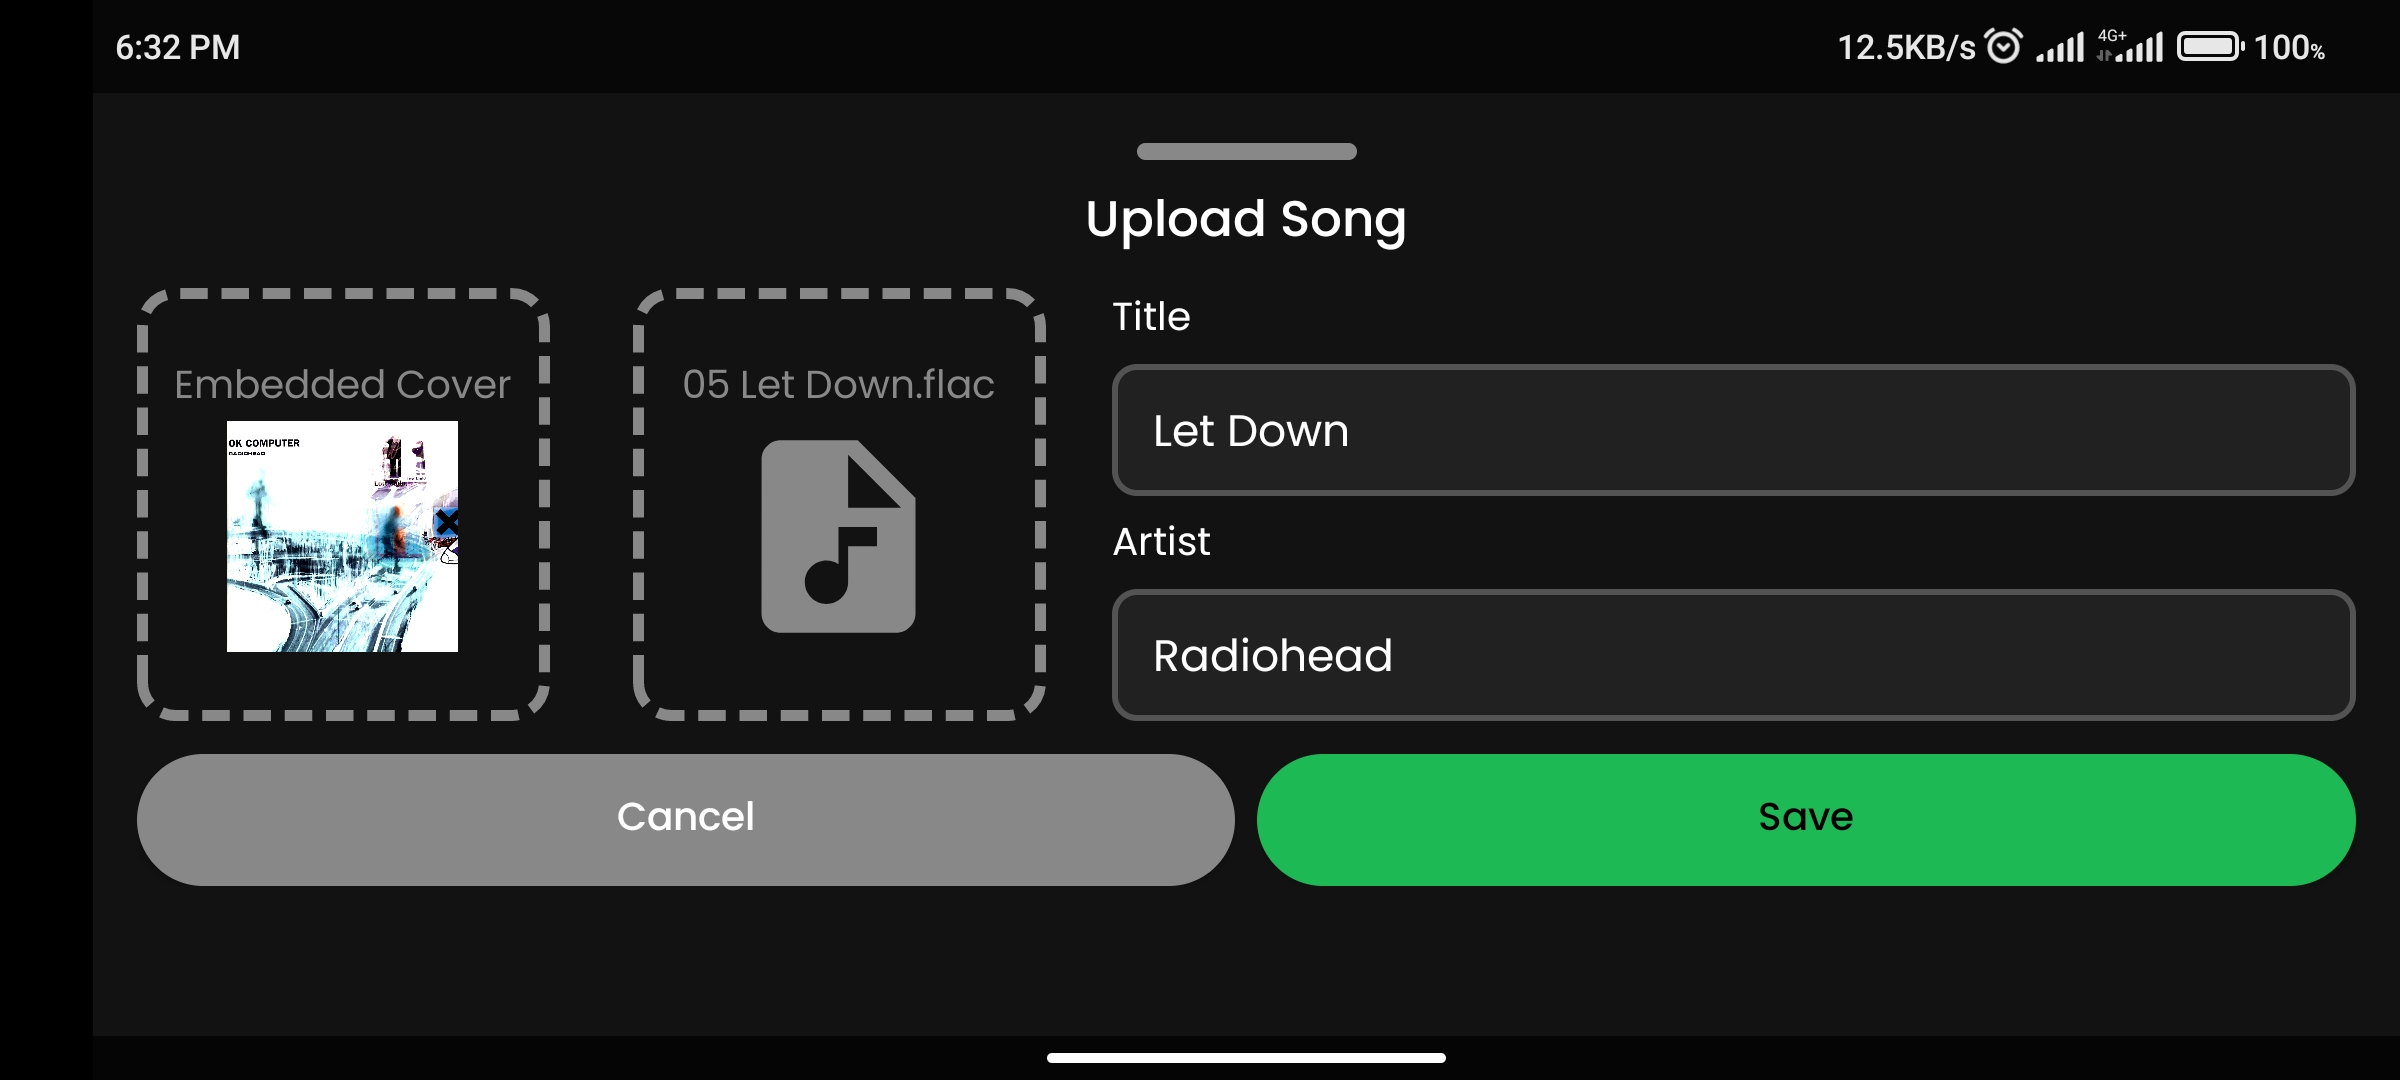 6:32 PM
12.5KB/s 4G+ 100%
Upload Song
Embedded Cover
OK COMPUTER
RADIOHEAD
05 Let Down.flac
Title
Let Down
Artist
Radiohead
Cancel
Save